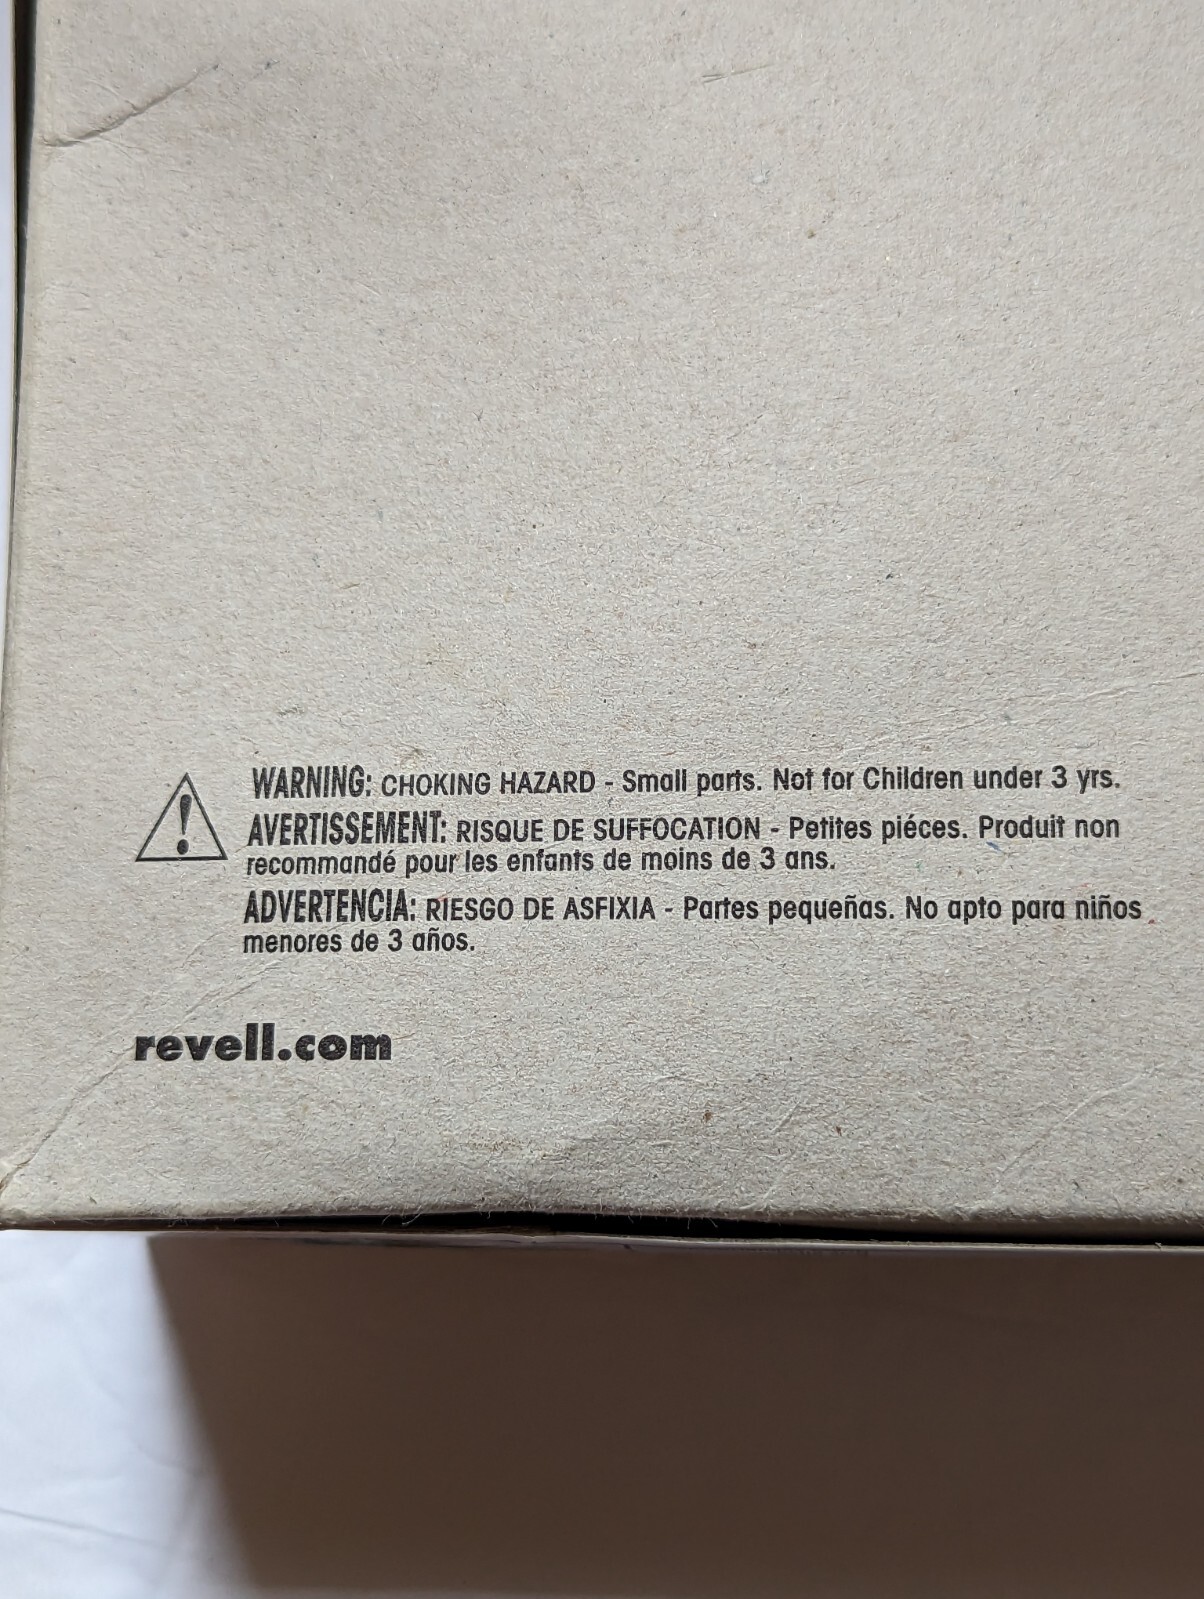 WARNING: CHOKING HAZARD - Small parts. Not for Children under 3 yrs.
AVERTISSEMENT: RISQUE DE SUFFOCATION - Petites piéces. Produit non
recommandé pour les enfants de moins de 3 ans.
ADVERTENCIA: RIESGO DE ASFIXIA - Partes pequeñas. No apto para niños
menores de 3 años.
revell.com